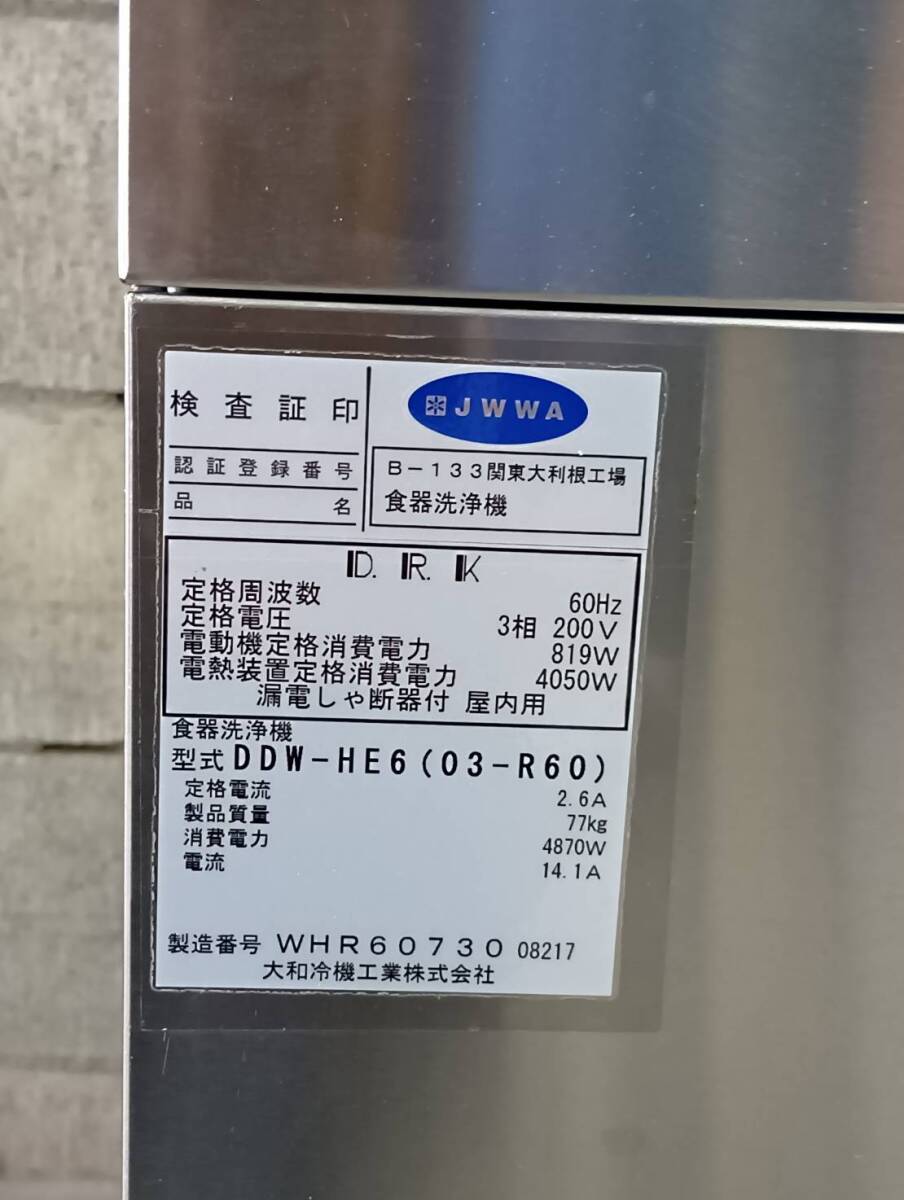 検査証印
JWWA
認証登録番号
B-133関東大利根工場
品名
食器洗浄機
D.R.K
定格周波数 60Hz
定格電圧 3相 200V
電動機定格消費電力 819W
電熱装置定格消費電力 4050W
漏電しゃ断器付 屋内用
食器洗浄機
型式 DDW-HE6(03-R60)
定格電流 2.6A
製品質量 77kg
消費電力 4870W
電流 14.1A
製造番号 WHR60730 08217
大和冷機工業株式会社